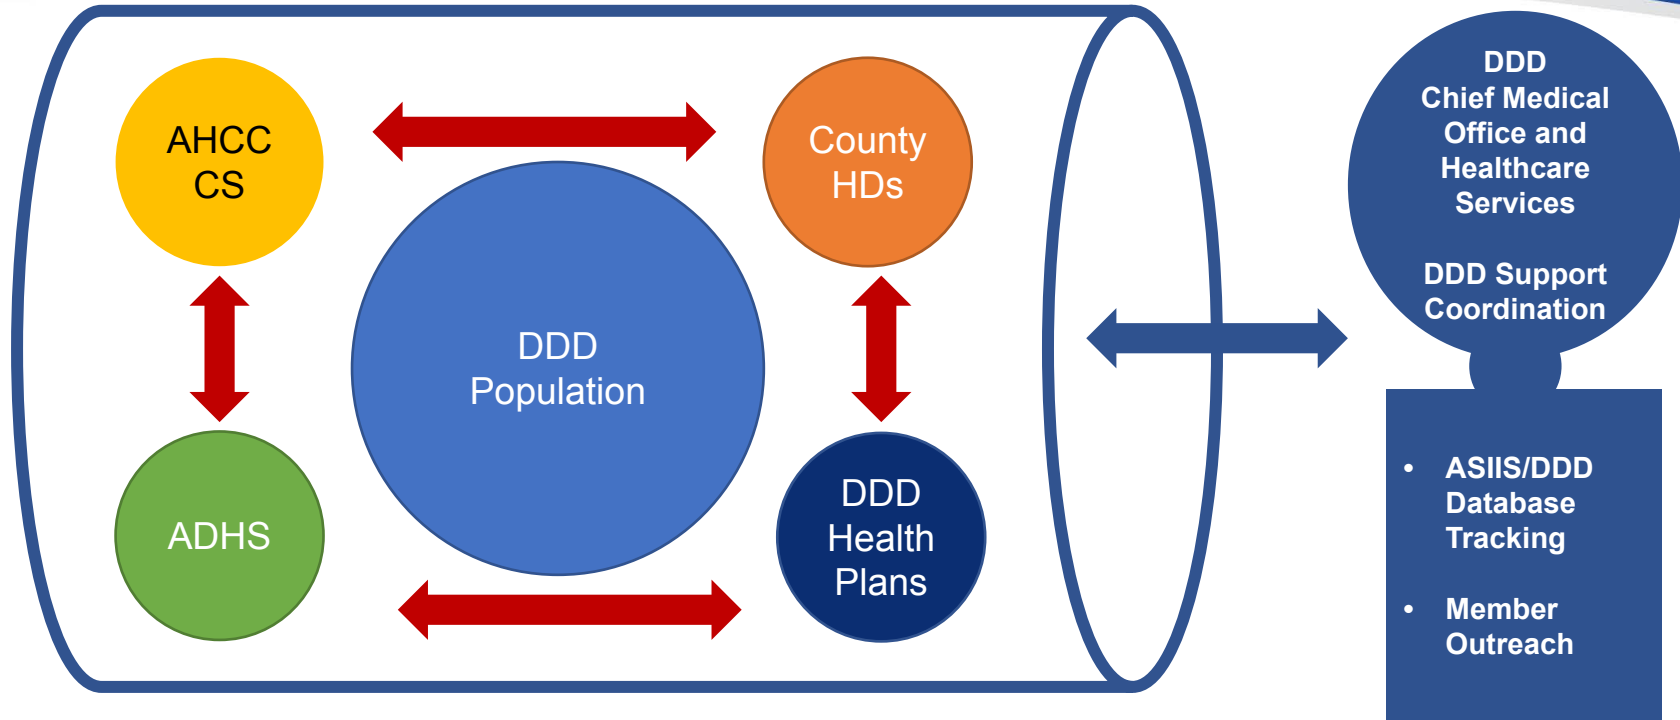 AHCC
CS
County
HDs
DDD
Population
ADHS
DDD
Health
Plans
DDD
Chief Medical
Office and
Healthcare
Services
DDD Support
Coordination
• ASIIS/DDD
Database
Tracking
• Member
Outreach